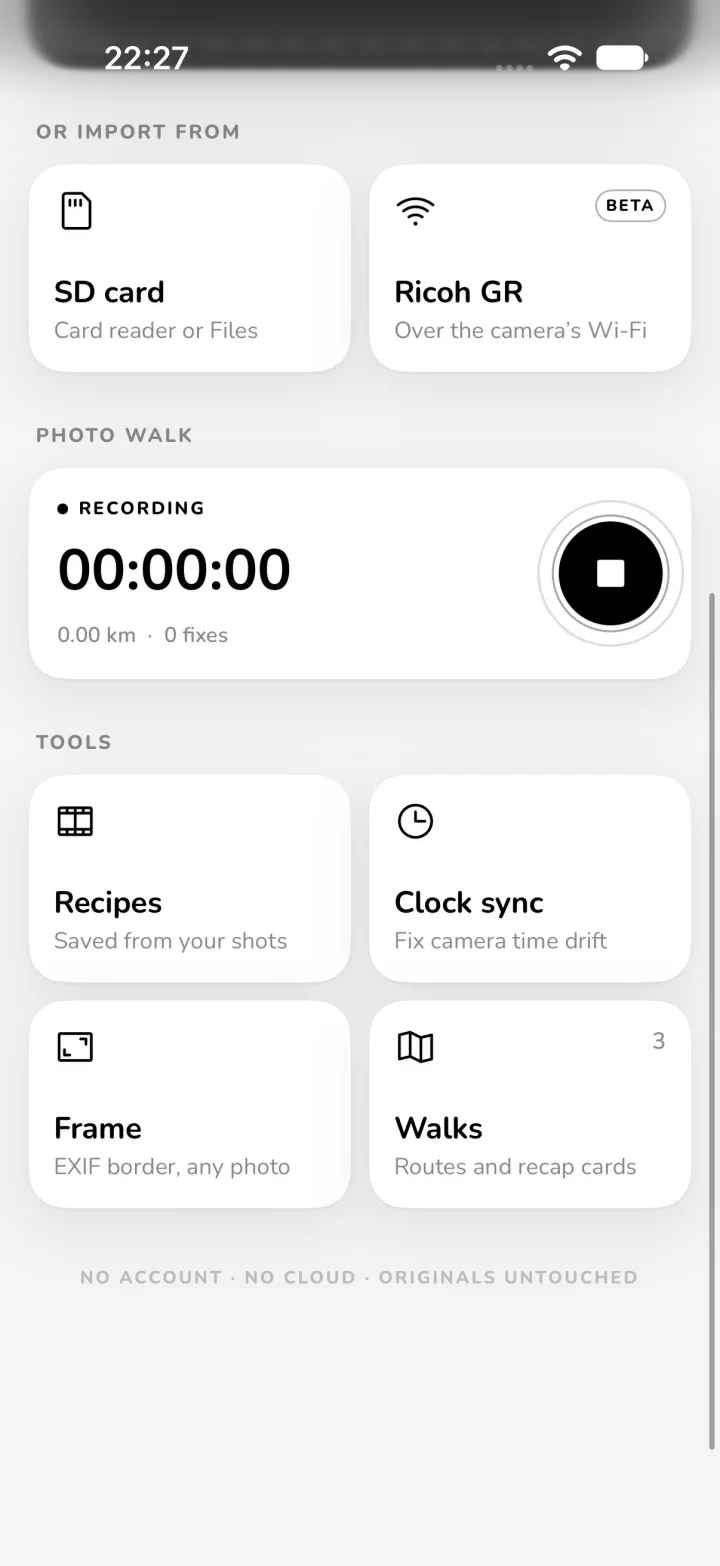 22:27
OR IMPORT FROM
BETA
SD card
Card reader or Files
Ricoh GR
Over the camera’s Wi-Fi
PHOTO WALK
RECORDING
00:00:00
0.00 km · 0 fixes
TOOLS
Recipes
Saved from your shots
Clock sync
Fix camera time drift
3
Frame
EXIF border, any photo
Walks
Routes and recap cards
NO ACCOUNT · NO CLOUD · ORIGINALS UNTOUCHED